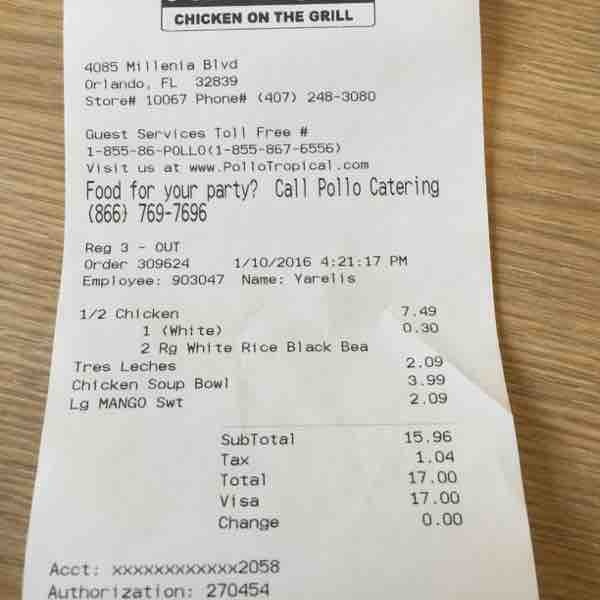 CHICKEN ON THE GRILL
4085 Millenia Blvd
Orlando, FL 32839
Store# 10067 Phone# (407) 248-3080
Guest Services Toll Free #
1-855-86-POLLO(1-855-867-6556)
Visit us at www.PolloTropical.com
Food for your party? Call Pollo Catering
(866) 769-7696
Reg 3 - OUT
Order 309624 1/10/2016 4:21:17 PM
Employee: 903047 Name: Yarelis
1/2 Chicken 7.49
1 (White) 0.30
2 Rg White Rice Black Bea
Tres Leches 2.09
Chicken Soup Bowl 3.99
Lg MANGO Swt 2.09
SubTotal 15.96
Tax 1.04
Total 17.00
Visa 17.00
Change 0.00
Acct: xxxxxxxxxxxx2058
Authorization: 270454